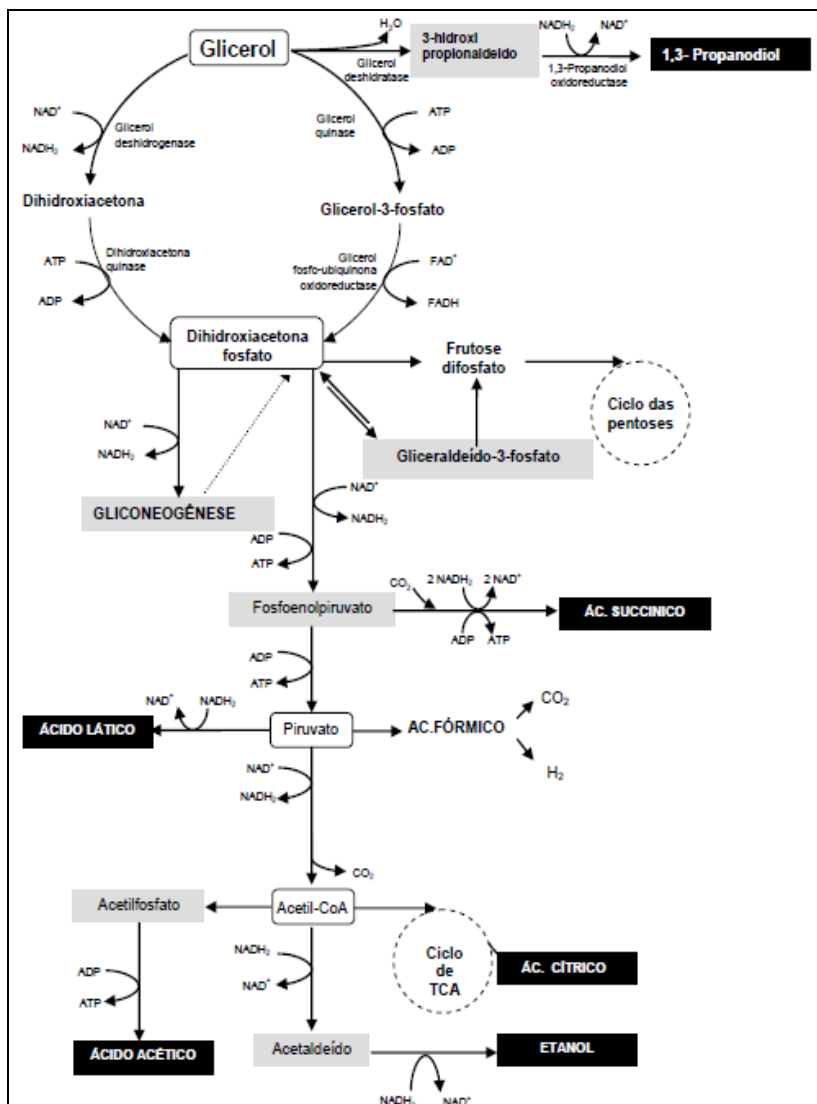 Glicerol
H₂O
Glicerol
deshidratase
3-hidroxi
propionaldeido
NADH₂
NAD⁺
1,3-Propanodiol
oxidoreductase
1,3- Propanodiol
NAD⁺
NADH₂
Glicerol
deshidrogenase
Glicerol
quinase
ATP
ADP
Dihidroxiacetona
Glicerol-3-fosfato
ATP
ADP
Dihidroxiacetona
quinase
Glicerol
fosfo-ubiquinona
oxidoreductase
FAD⁺
FADH
Dihidroxiacetona
fosfato
Frutose
difosfato
Ciclo das
pentoses
NAD⁺
NADH₂
Gliceraldeído-3-fosfato
GLICONEOGÊNESE
NAD⁺
NADH₂
ADP
ATP
Fosfoenolpiruvato
CO₂
2 NADH₂
2 NAD⁺
ADP
ATP
ÁC. SUCCINICO
ADP
ATP
NAD⁺
NADH₂
ÁCIDO LÁTICO
Piruvato
AC.FÓRMICO
CO₂
H₂
NAD⁺
NADH₂
CO₂
Acetilfosfato
Acetil-CoA
Ciclo
de
TCA
ÁC. CÍTRICO
ADP
ATP
NADH₂
NAD⁺
ÁCIDO ACÉTICO
Acetaldeído
ETANOL
NADH₂
NAD⁺